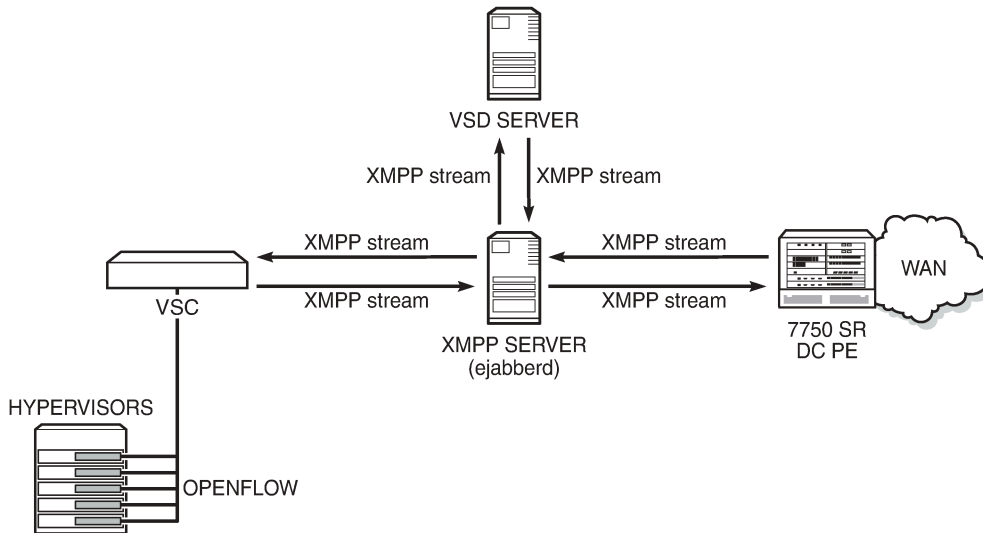 VSD SERVER
XMPP stream
XMPP stream
XMPP stream
XMPP stream
WAN
XMPP stream
XMPP stream
VSC
7750 SR
DC PE
XMPP SERVER
(ejabberd)
HYPERVISORS
OPENFLOW